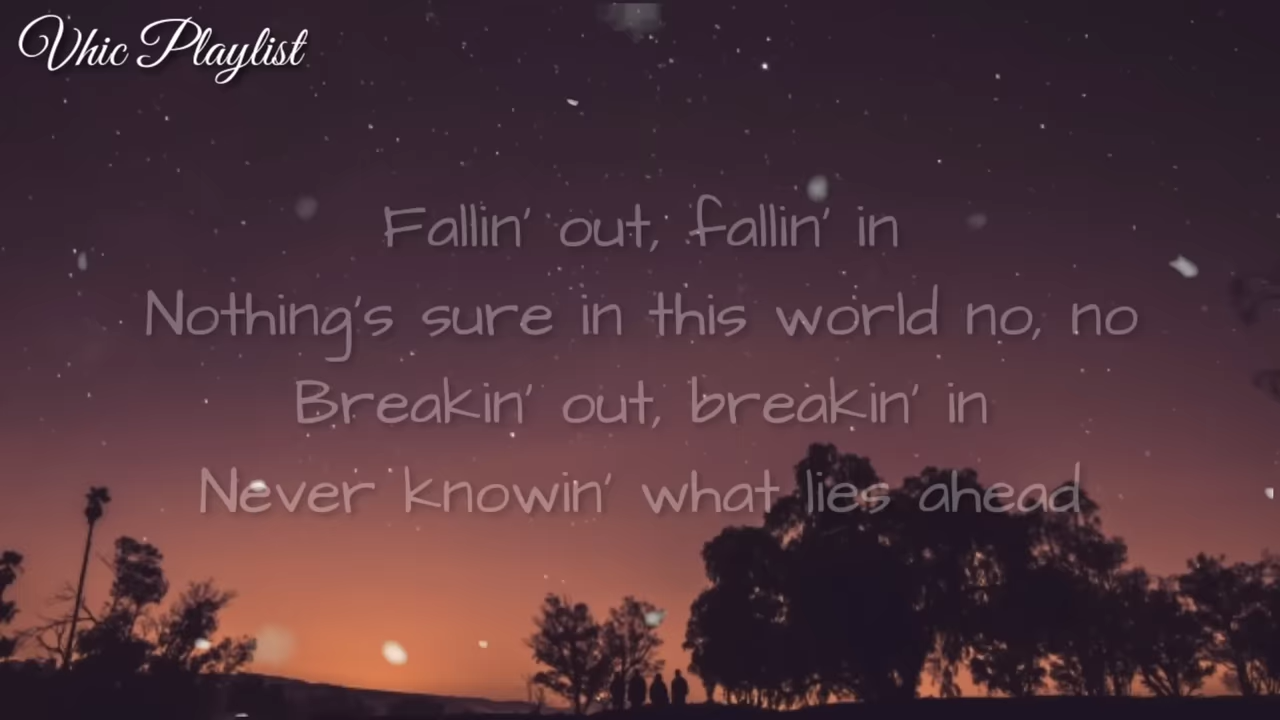 Vhic Playlist
Fallin' out, fallin' in
Nothing's sure in this world no, no
Breakin' out, breakin' in
Never knowin' what lies ahead